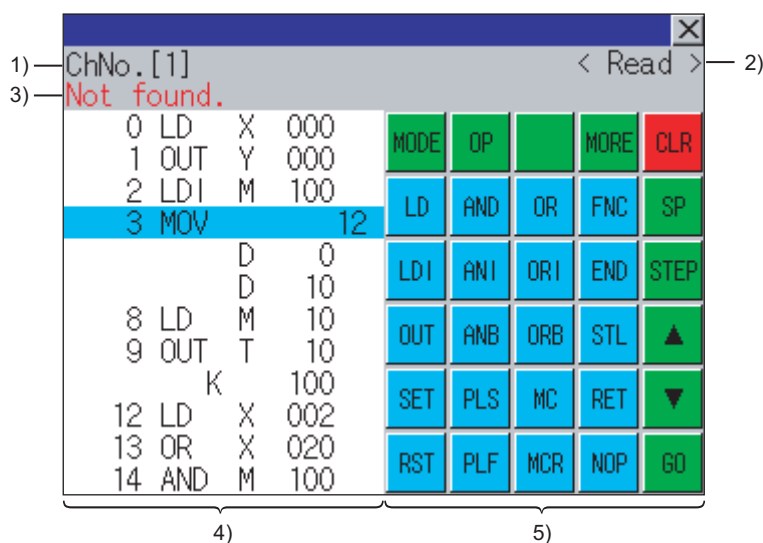 1) ChNo.[1] < Read > 2)
3) Not found.
0 LD X 000
1 OUT Y 000
2 LDI M 100
3 MOV 12
D 0
D 10
8 LD M 10
9 OUT T 10
K 100
12 LD X 002
13 OR X 020
14 AND M 100
MODE OP MORE CLR
LD AND OR FNC SP
LDI ANI ORI END STEP
OUT ANB ORB STL ▲
SET PLS MC RET ▼
RST PLF MCR NOP GO
4) 5)